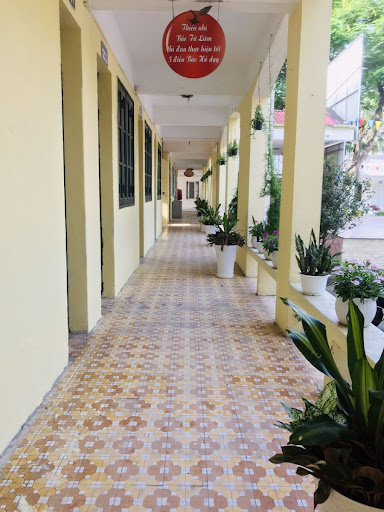 Thiếu nhi
Bắc Từ Liêm
thi đua thực hiện tốt
5 điều Bác Hồ dạy